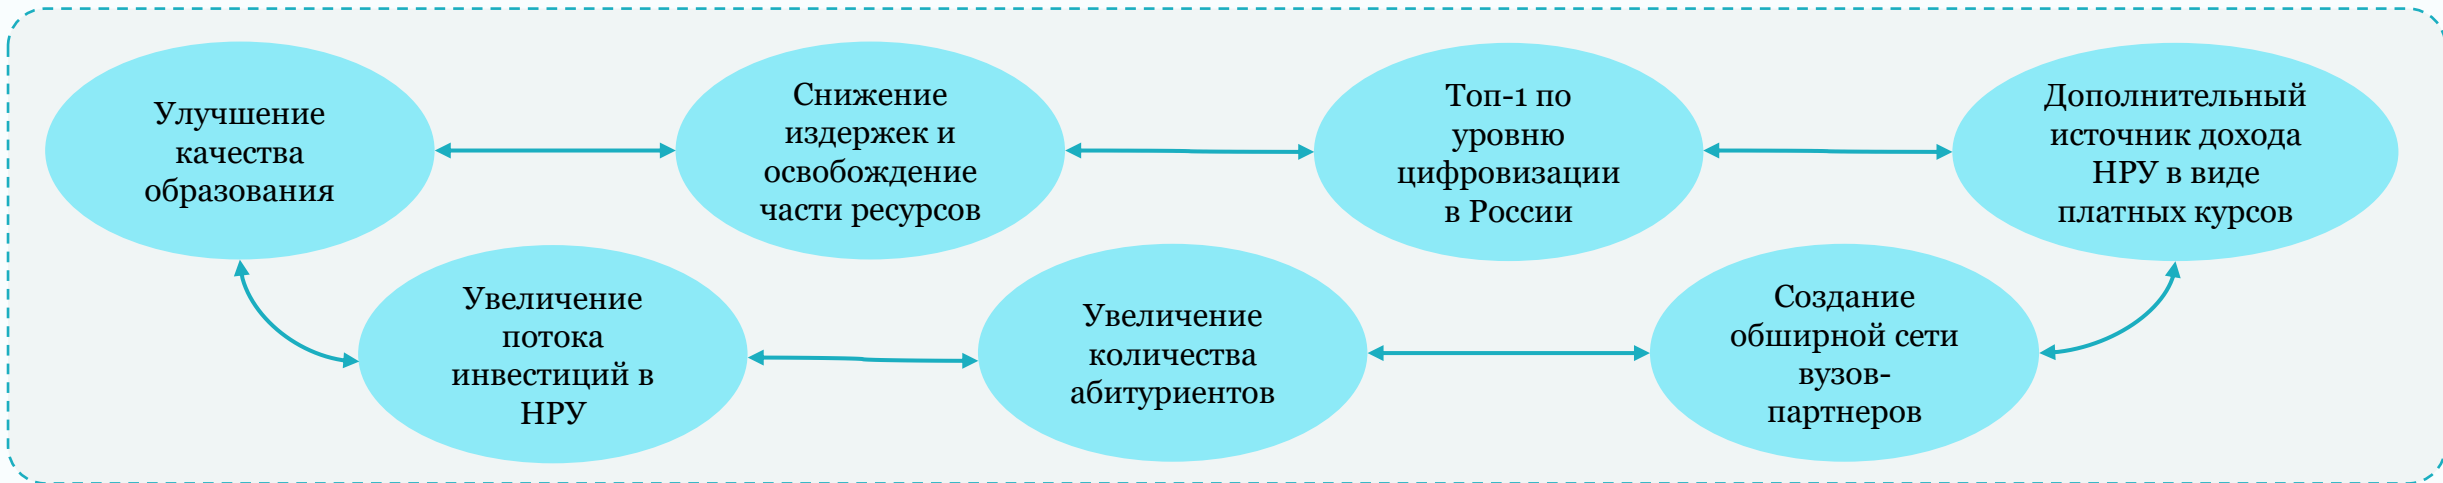 Улучшение
качества
образования
Снижение
издержек и
освобождение
части ресурсов
Топ-1 по
уровню
цифровизации
в России
Дополнительный
источник дохода
НРУ в виде
платных курсов
Увеличение
потока
инвестиций в
НРУ
Увеличение
количества
абитуриентов
Создание
обширной сети
вузов-
партнеров